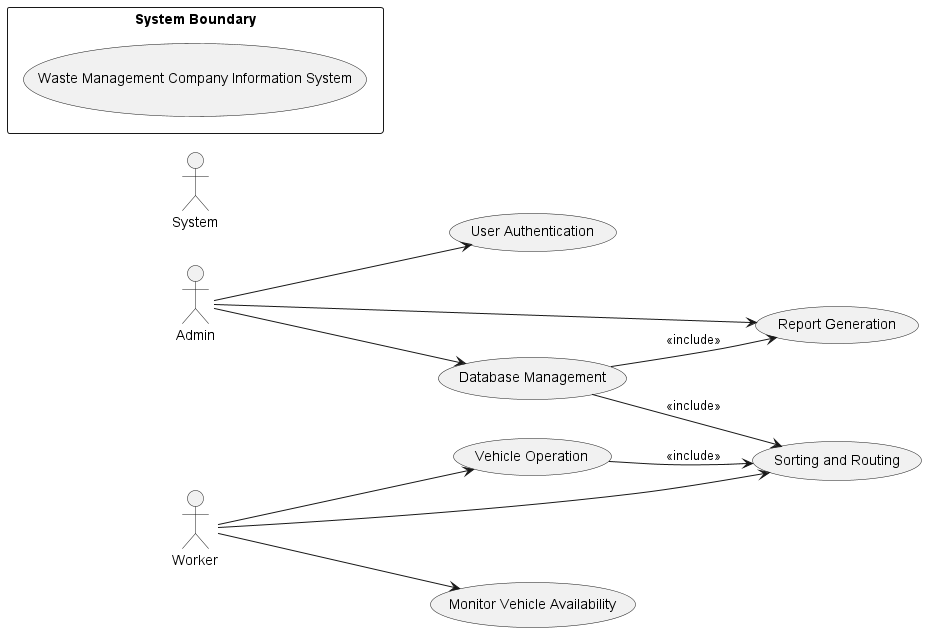 System Boundary
Waste Management Company Information System
System
User Authentication
Admin
Report Generation
«include»
Database Management
«include»
Vehicle Operation
«include»
Sorting and Routing
Worker
Monitor Vehicle Availability